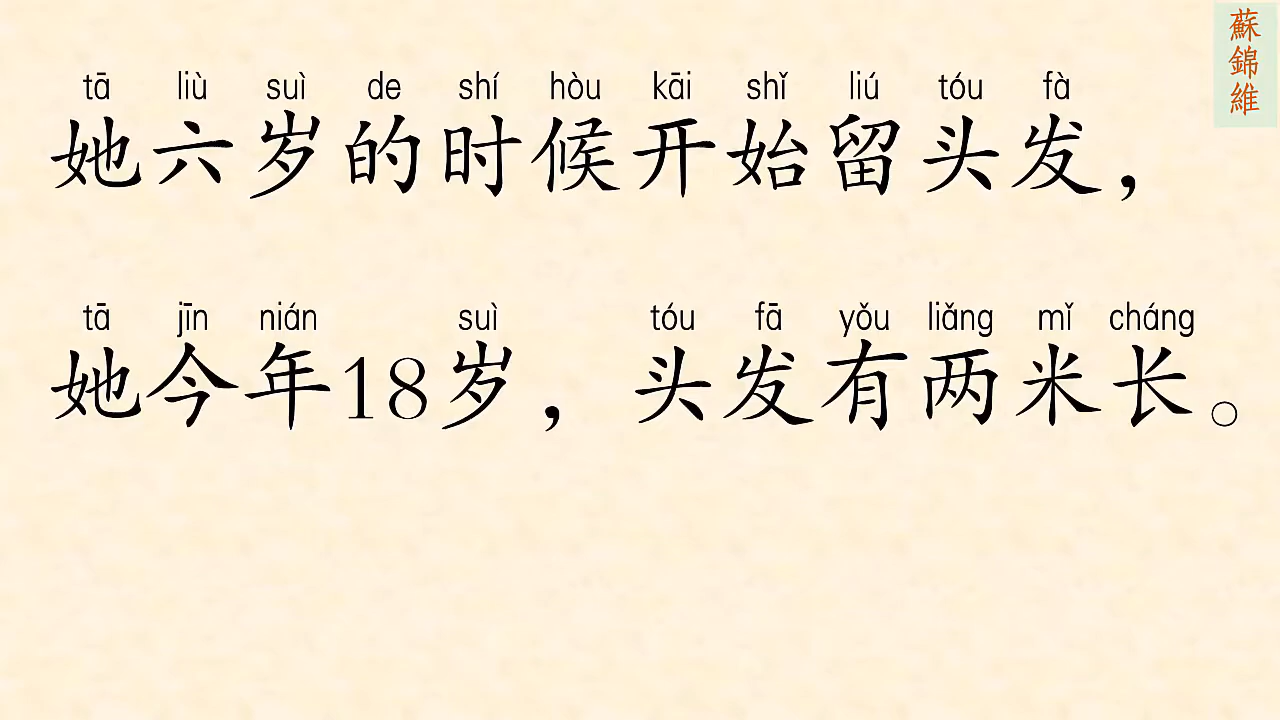 tā liù suì de shí hòu kāi shǐ liú tóu fà
她六岁的时候开始留头发，
tā jīn nián suì tóu fā yǒu liǎng mǐ cháng
她今年18岁，头发有两米长。
蘇錦維